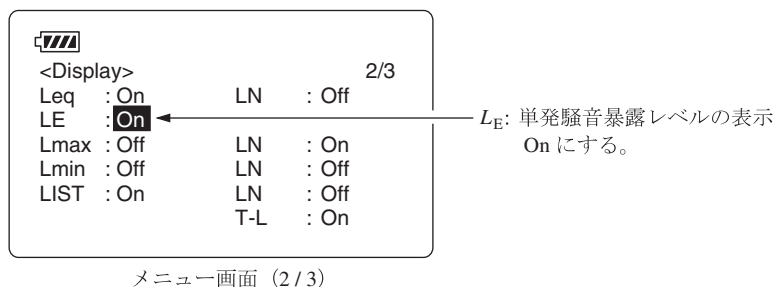 <Display> 2/3
Leq : On LN : Off
LE : On
Lmax : Off LN : On
Lmin : Off LN : Off
LIST : On LN : Off
T-L : On
LE: 単発騒音暴露レベルの表示
On にする。
メニュー画面（2 / 3）